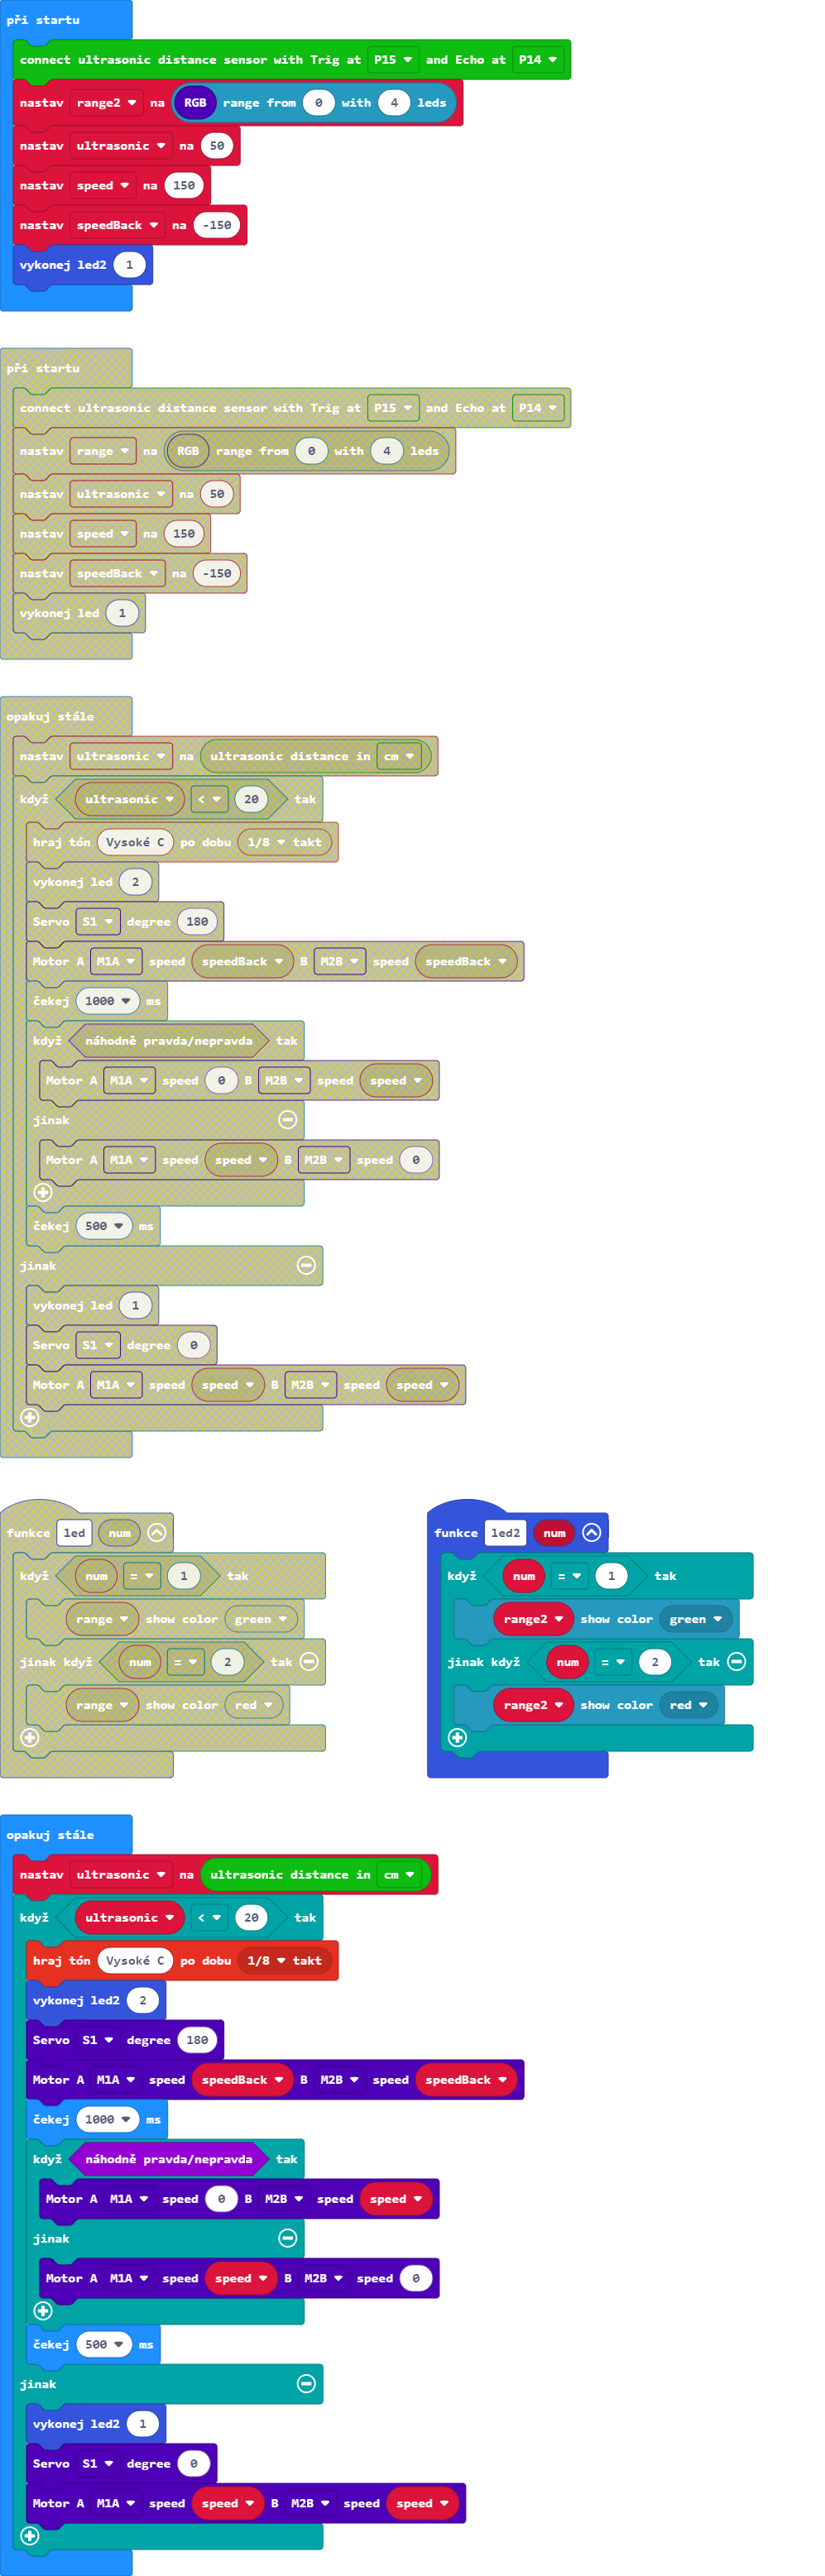 při startu
connect ultrasonic distance sensor with Trig at P15 and Echo at P14
nastav range2 na RGB range from 0 with 4 leds
nastav ultrasonic na 50
nastav speed na 150
nastav speedBack na -150
vykonej led2 1
při startu
connect ultrasonic distance sensor with Trig at P15 and Echo at P14
nastav range na RGB range from 0 with 4 leds
nastav ultrasonic na 50
nastav speed na 150
nastav speedBack na -150
vykonej led 1
opakuj stále
nastav ultrasonic na ultrasonic distance in cm
když ultrasonic < 20 tak
hraj tón Vysoké C po dobu 1/8 takt
vykonej led 2
Servo S1 degree 180
Motor A M1A speed speedBack B M2B speed speedBack
čekej 1000 ms
když náhodně pravda/nepravda tak
Motor A M1A speed 0 B M2B speed speed
jinak
Motor A M1A speed speed B M2B speed 0
čekej 500 ms
jinak
vykonej led 1
Servo S1 degree 0
Motor A M1A speed speed B M2B speed speed
funkce led num
když num = 1 tak
range show color green
jinak když num = 2 tak
range show color red
funkce led2 num
když num = 1 tak
range2 show color green
jinak když num = 2 tak
range2 show color red
opakuj stále
nastav ultrasonic na ultrasonic distance in cm
když ultrasonic < 20 tak
hraj tón Vysoké C po dobu 1/8 takt
vykonej led2 2
Servo S1 degree 180
Motor A M1A speed speedBack B M2B speed speedBack
čekej 1000 ms
když náhodně pravda/nepravda tak
Motor A M1A speed 0 B M2B speed speed
jinak
Motor A M1A speed speed B M2B speed 0
čekej 500 ms
jinak
vykonej led2 1
Servo S1 degree 0
Motor A M1A speed speed B M2B speed speed